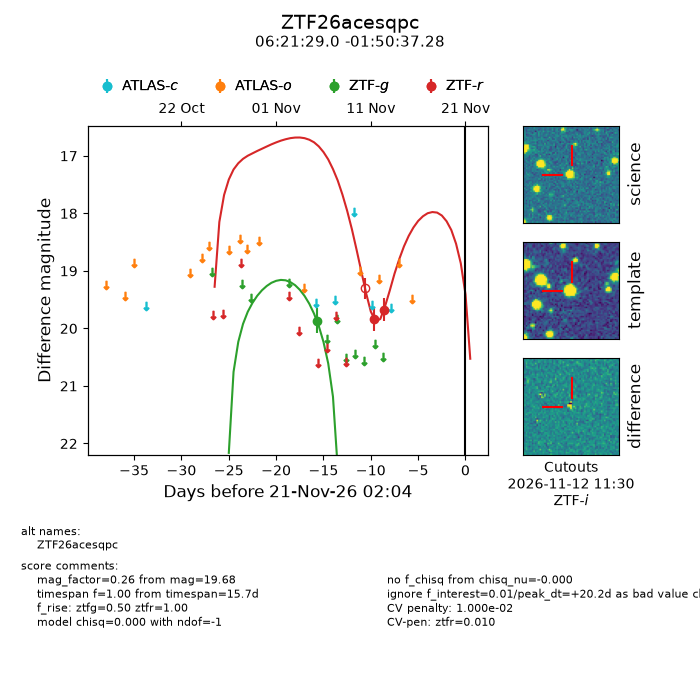 ZTF26acesqpc
06:21:29.0 -01:50:37.28
ATLAS-c
ATLAS-o
ZTF-g
ZTF-r
22 Oct
01 Nov
11 Nov
21 Nov
17
18
19
20
21
22
Difference magnitude
−35
−30
−25
−20
−15
−10
−5
0
Days before 21-Nov-26 02:04
science
template
difference
Cutouts
2026-11-12 11:30
ZTF-i
alt names:
ZTF26acesqpc
score comments:
mag_factor=0.26 from mag=19.68
timespan f=1.00 from timespan=15.7d
f_rise: ztfg=0.50 ztfr=1.00
model chisq=0.000 with ndof=-1
no f_chisq from chisq_nu=-0.000
ignore f_interest=0.01/peak_dt=+20.2d as bad value
CV penalty: 1.000e-02
CV-pen: ztfr=0.010